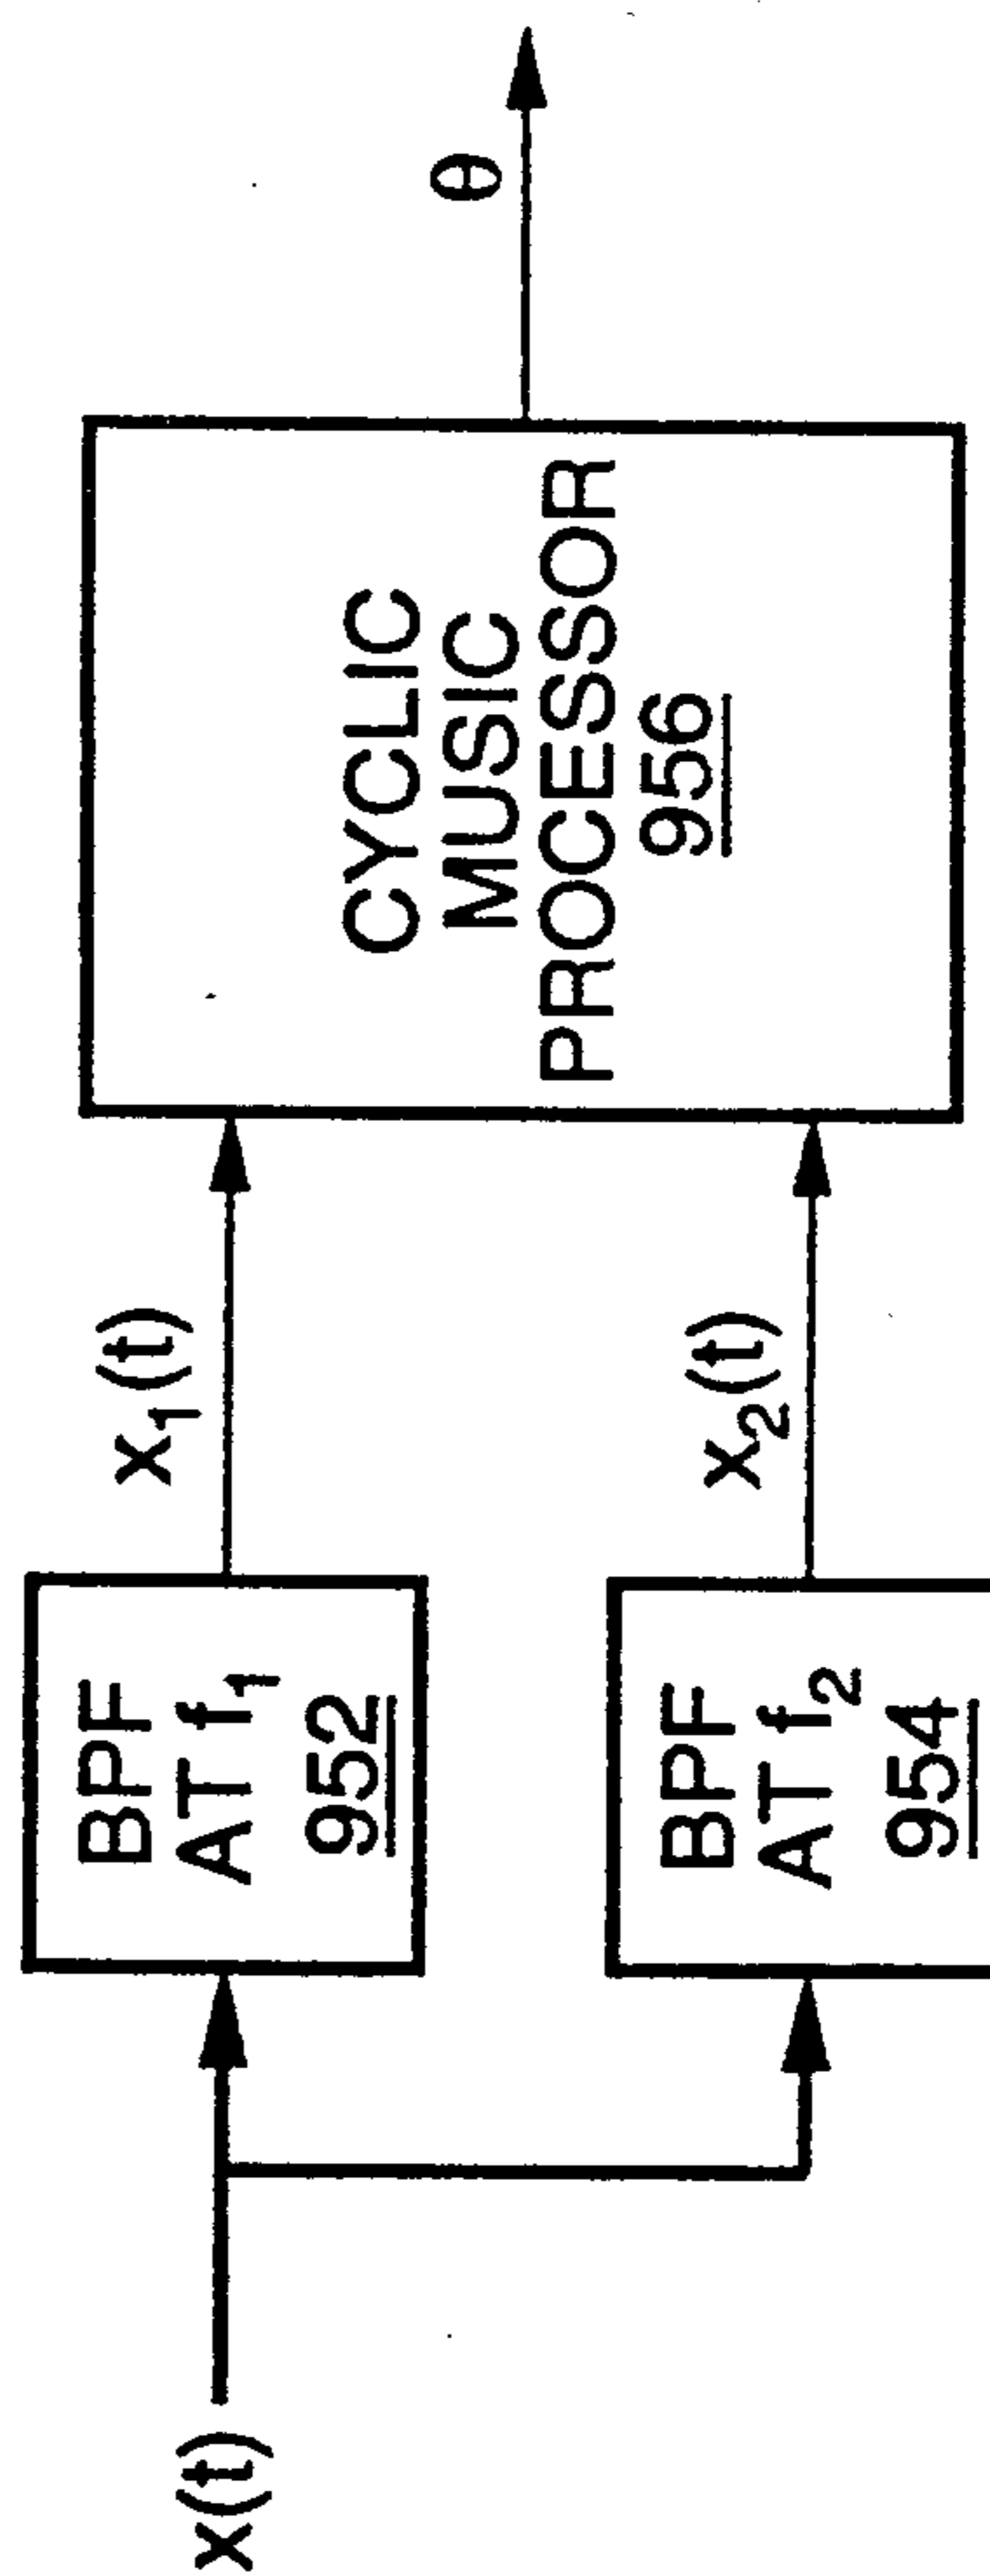 x(t)
BPF
AT f₁
952
x₁(t)
BPF
AT f₂
954
x₂(t)
CYCLIC
MUSIC
PROCESSOR
956
θ